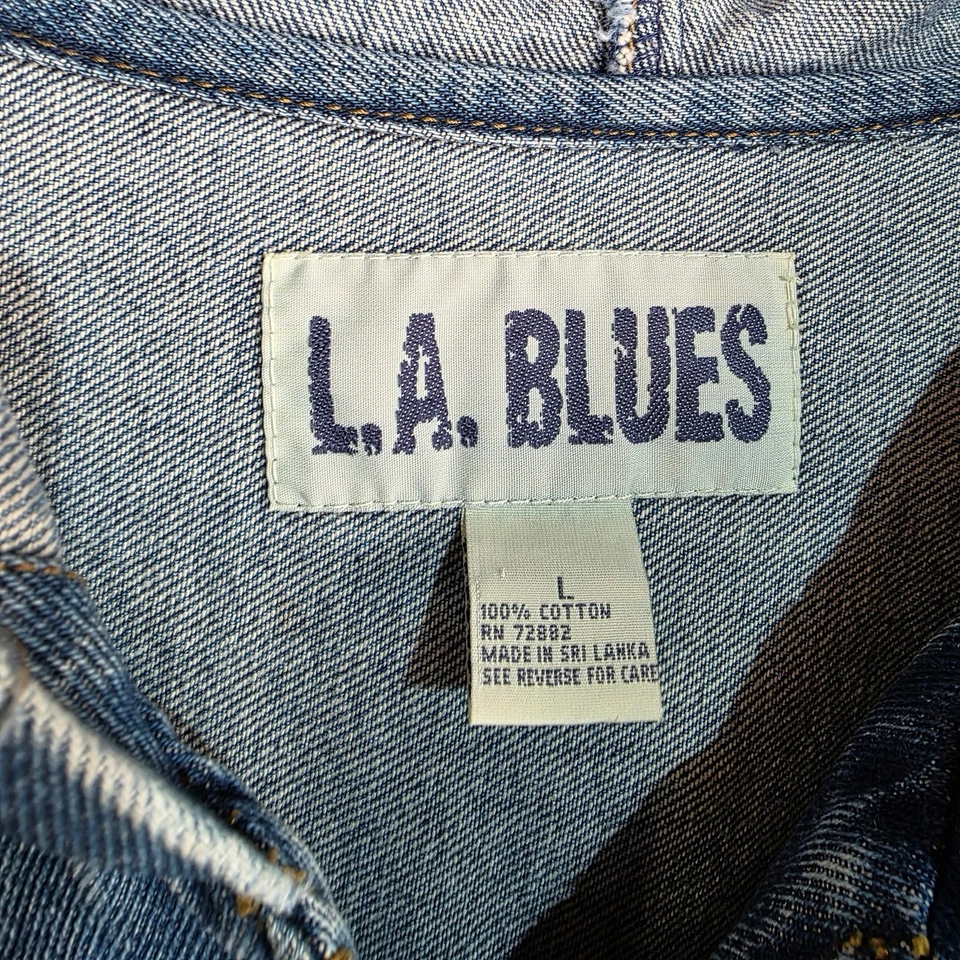 L.A. BLUES
L
100% COTTON
RN 72882
MADE IN SRI LANKA
SEE REVERSE FOR CARE